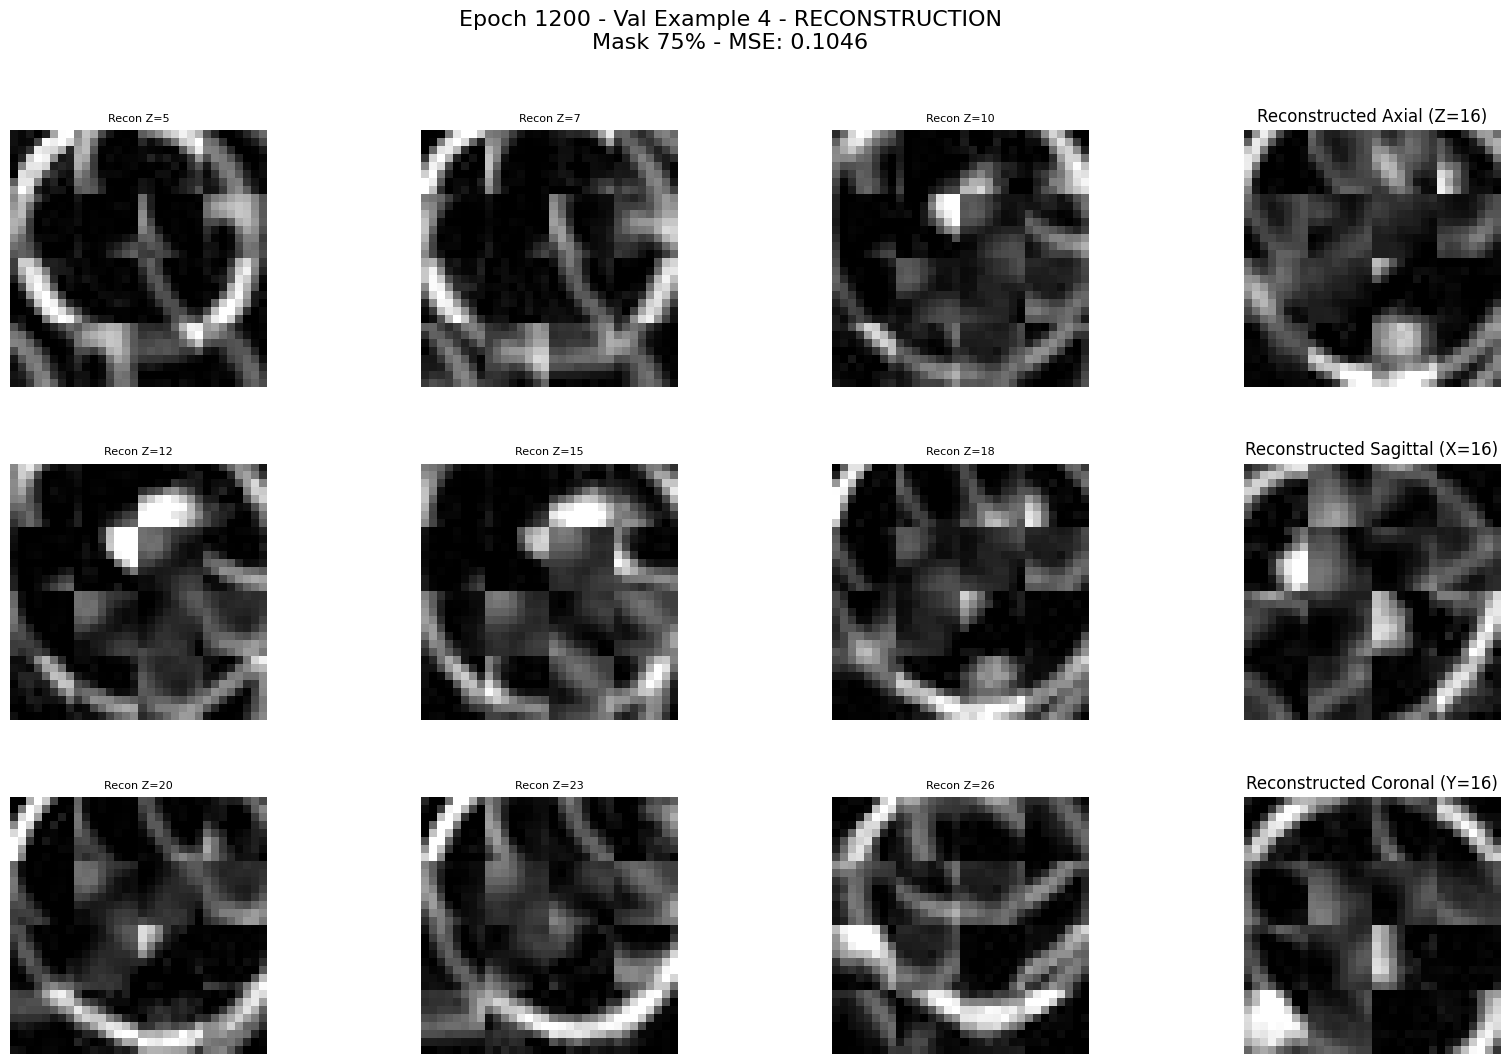 Epoch 1200 - Val Example 4 - RECONSTRUCTION
Mask 75% - MSE: 0.1046
Recon Z=5
Recon Z=7
Recon Z=10
Reconstructed Axial (Z=16)
Recon Z=12
Recon Z=15
Recon Z=18
Reconstructed Sagittal (X=16)
Recon Z=20
Recon Z=23
Recon Z=26
Reconstructed Coronal (Y=16)